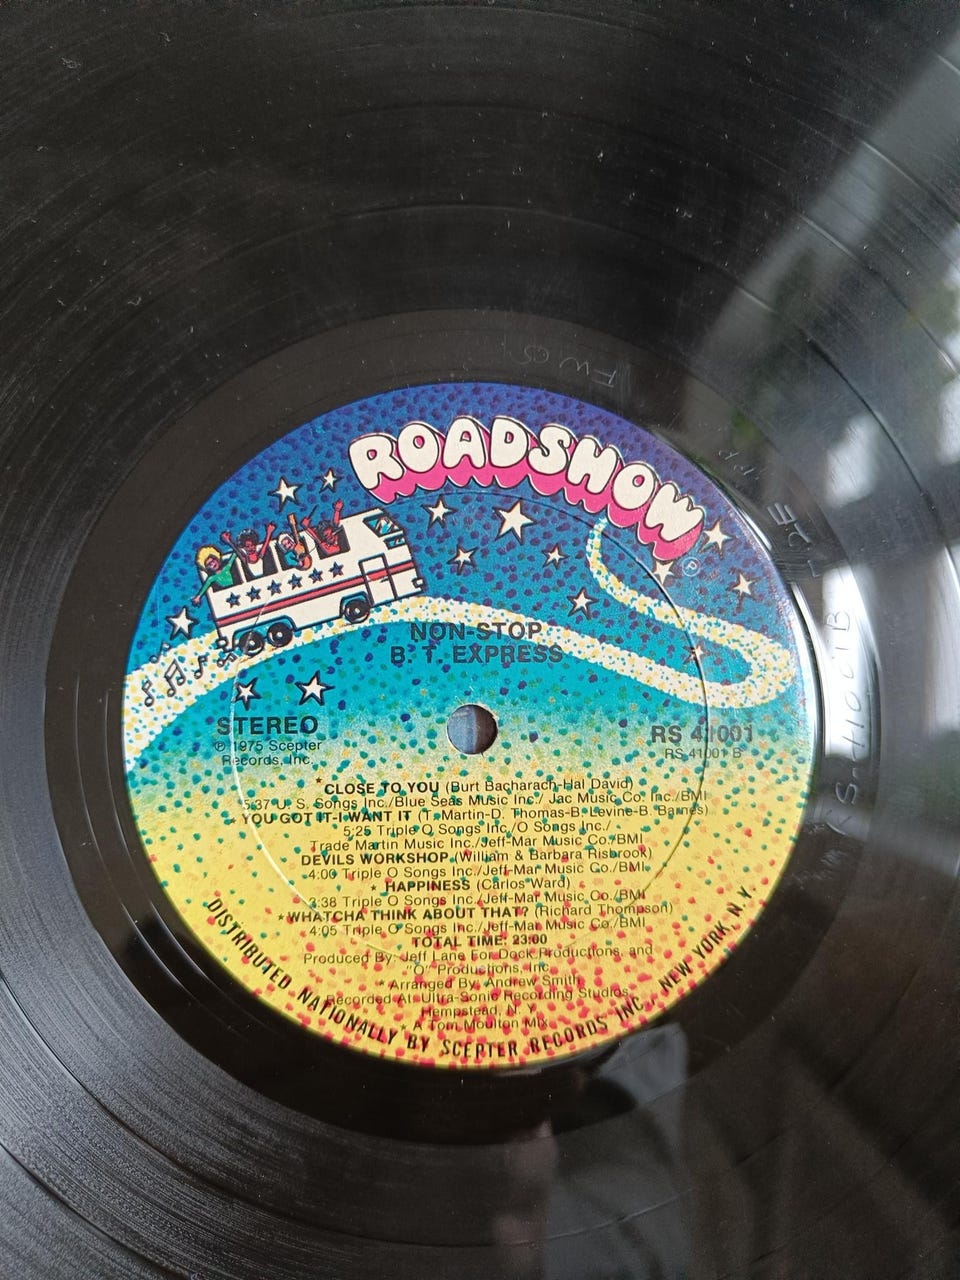 ROADSHOW
℗
NON-STOP
B. T. EXPRESS
STEREO
℗ 1975 Scepter
Records, Inc.
RS 41001
RS 41001 B
* CLOSE TO YOU (Burt Bacharach-Hal David)
5:37 U. S. Songs Inc./Blue Seas Music Inc./ Jac Music Co. Inc./BMI
* YOU GOT IT-I WANT IT (T. Martin-D. Thomas-B. Levine-B. Barnes)
5:25 Triple O Songs Inc./O Songs Inc./
Trade Martin Music Inc./Jeff-Mar Music Co./BMI
DEVILS WORKSHOP (William & Barbara Risbrook)
4:00 Triple O Songs Inc./Jeff-Mar Music Co./BMI
* HAPPINESS (Carlos Ward)
3:38 Triple O Songs Inc./Jeff-Mar Music Co./BMI
* WHATCHA THINK ABOUT THAT? (Richard Thompson)
4:05 Triple O Songs Inc./Jeff-Mar Music Co./BMI
TOTAL TIME: 23:00
Produced By: Jeff Lane For Dock Productions, and
"O" Productions, Inc.
* Arranged By: Andrew Smith
Recorded At: Ultra-Sonic Recording Studios
Hempstead, N. Y.
* A Tom Moulton Mix
DISTRIBUTED NATIONALLY BY SCEPTER RECORDS INC., NEW YORK, N.Y.